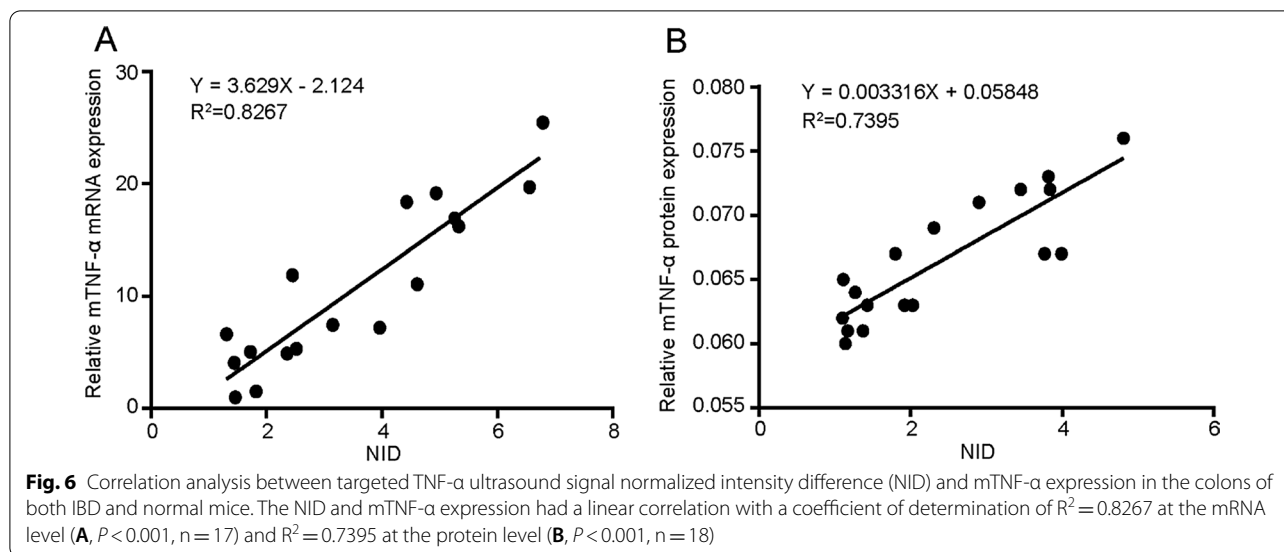 A
Y = 3.629X - 2.124
R²=0.8267
Relative mTNF-α mRNA expression
30
20
10
0
0 2 4 6 8
NID
B
Y = 0.003316X + 0.05848
R²=0.7395
Relative mTNF-α protein expression
0.080
0.075
0.070
0.065
0.060
0.055
0 2 4 6
NID
Fig. 6 Correlation analysis between targeted TNF-α ultrasound signal normalized intensity difference (NID) and mTNF-α expression in the colons of
both IBD and normal mice. The NID and mTNF-α expression had a linear correlation with a coefficient of determination of R² = 0.8267 at the mRNA
level (A, P < 0.001, n = 17) and R² = 0.7395 at the protein level (B, P < 0.001, n = 18)